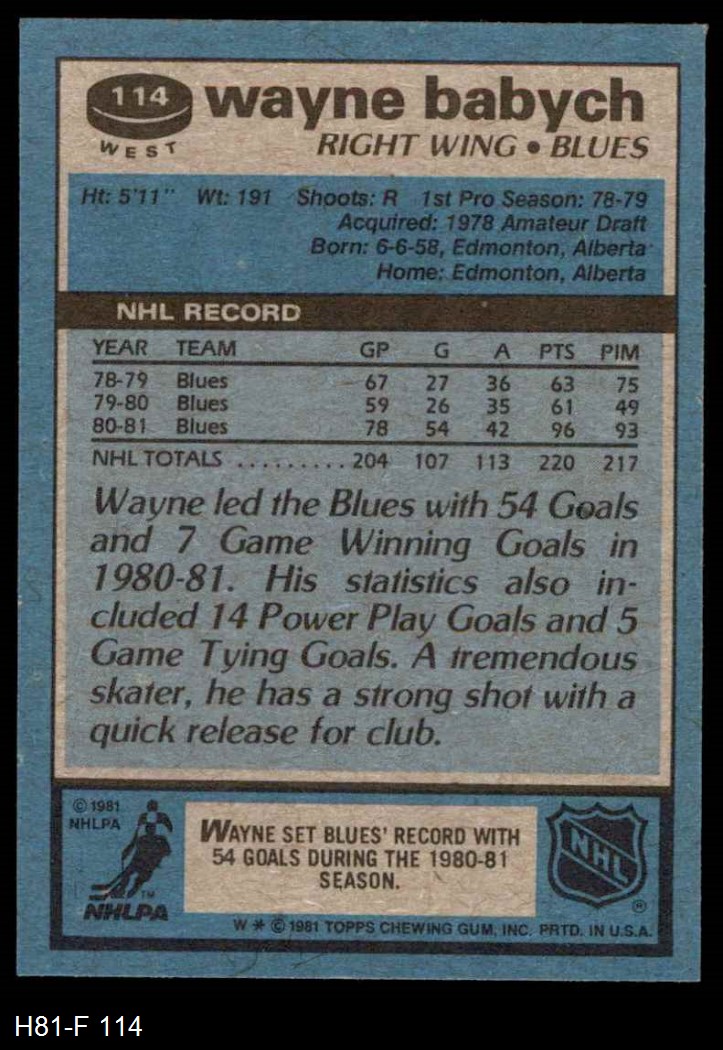 114 wayne babych
WEST RIGHT WING • BLUES
Ht: 5'11" Wt: 191 Shoots: R 1st Pro Season: 78-79
Acquired: 1978 Amateur Draft
Born: 6-6-58, Edmonton, Alberta
Home: Edmonton, Alberta
NHL RECORD
YEAR TEAM GP G A PTS PIM
78-79 Blues 67 27 36 63 75
79-80 Blues 59 26 35 61 49
80-81 Blues 78 54 42 96 93
NHL TOTALS ......... 204 107 113 220 217
Wayne led the Blues with 54 Goals
and 7 Game Winning Goals in
1980-81. His statistics also in-
cluded 14 Power Play Goals and 5
Game Tying Goals. A tremendous
skater, he has a strong shot with a
quick release for club.
© 1981
NHLPA
TM
NHLPA
WAYNE SET BLUES' RECORD WITH
54 GOALS DURING THE 1980-81
SEASON.
NHL
®
W * © 1981 TOPPS CHEWING GUM, INC. PRTD. IN U.S.A.
H81-F 114